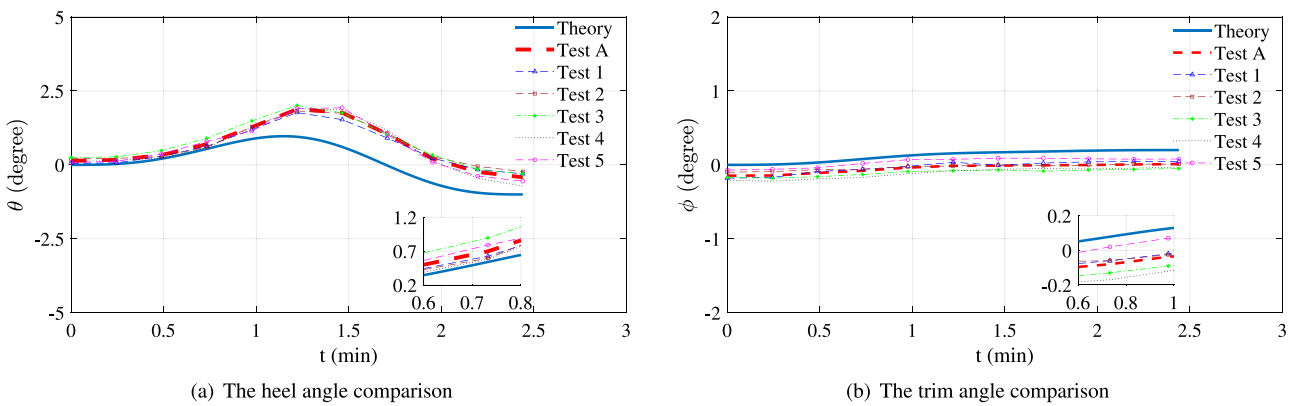 5
2.5
0
-2.5
-5
θ (degree)
0 0.5 1 1.5 2 2.5 3
t (min)
Theory
Test A
Test 1
Test 2
Test 3
Test 4
Test 5
1.2
0.7
0.2
0.6 0.7 0.8
(a) The heel angle comparison
2
1
0
-1
-2
ϕ (degree)
0 0.5 1 1.5 2 2.5 3
t (min)
Theory
Test A
Test 1
Test 2
Test 3
Test 4
Test 5
0.2
0
-0.2
0.6 0.8 1
(b) The trim angle comparison